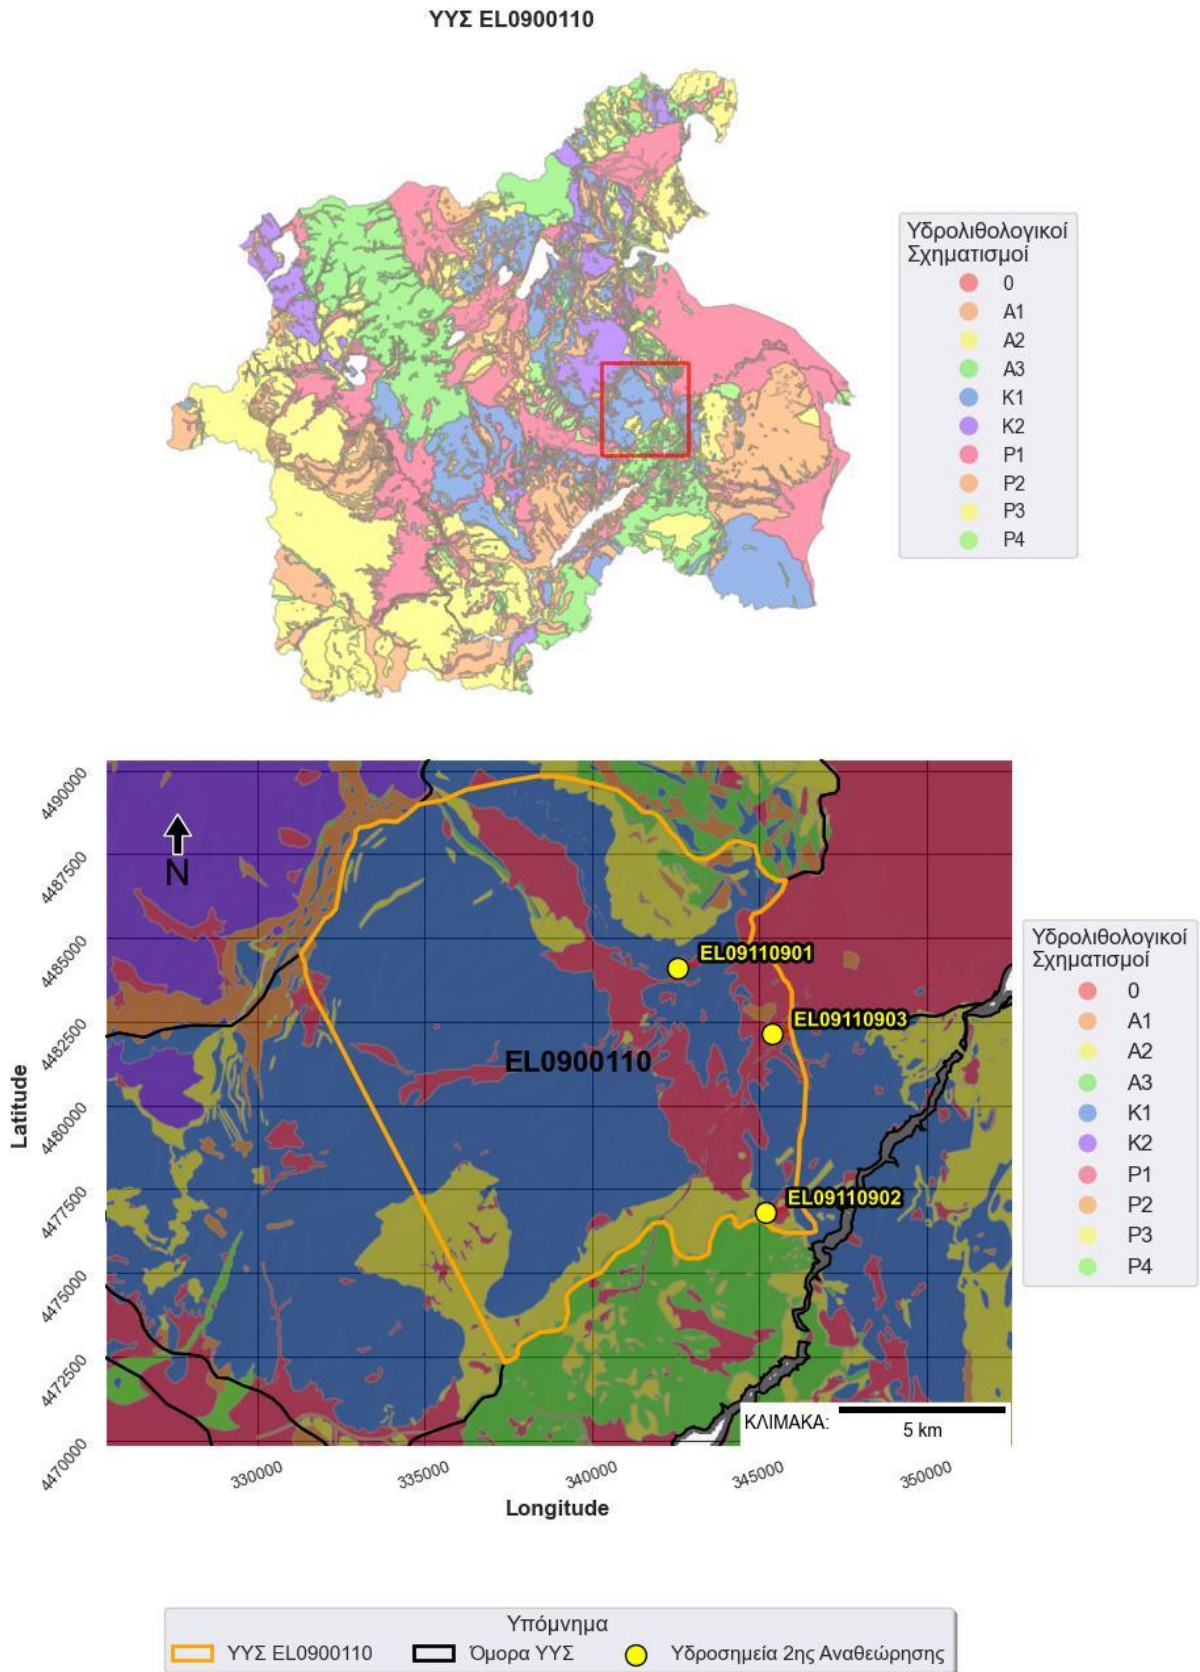 ΥΥΣ EL0900110
Υδρολιθολογικοί
Σχηματισμοί
0
A1
A2
A3
K1
K2
P1
P2
P3
P4
4490000
4487500
4485000
4482500
4480000
4477500
4475000
4472500
4470000
Latitude
N
EL09110901
EL09110903
EL0900110
EL09110902
ΚΛΙΜΑΚΑ:
5 km
330000
335000
340000
345000
350000
Longitude
Υδρολιθολογικοί
Σχηματισμοί
0
A1
A2
A3
K1
K2
P1
P2
P3
P4
Υπόμνημα
ΥΥΣ EL0900110
Όμορα ΥΥΣ
Υδροσημεία 2ης Αναθεώρησης